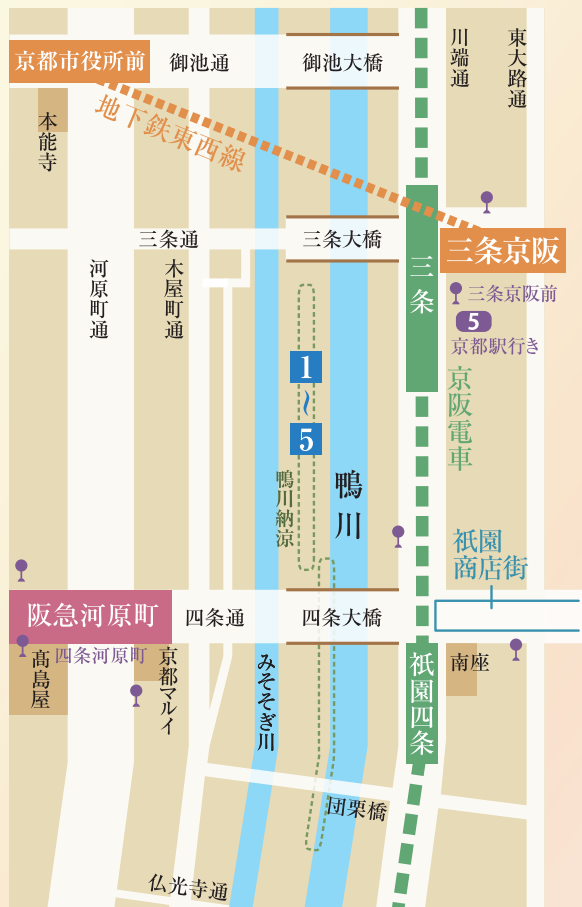 京都市役所前
御池通
御池大橋
川端通
東大路通
地下鉄東西線
本能寺
三条通
三条大橋
三条
三条京阪
三条京阪前
5
京都駅行き
河原町通
木屋町通
1
〜
5
京阪電車
鴨川納涼
鴨川
祇園
商店街
阪急河原町
四条通
四条大橋
四条河原町
髙島屋
京都マルイ
みそそぎ川
祇園四条
南座
団栗橋
仏光寺通